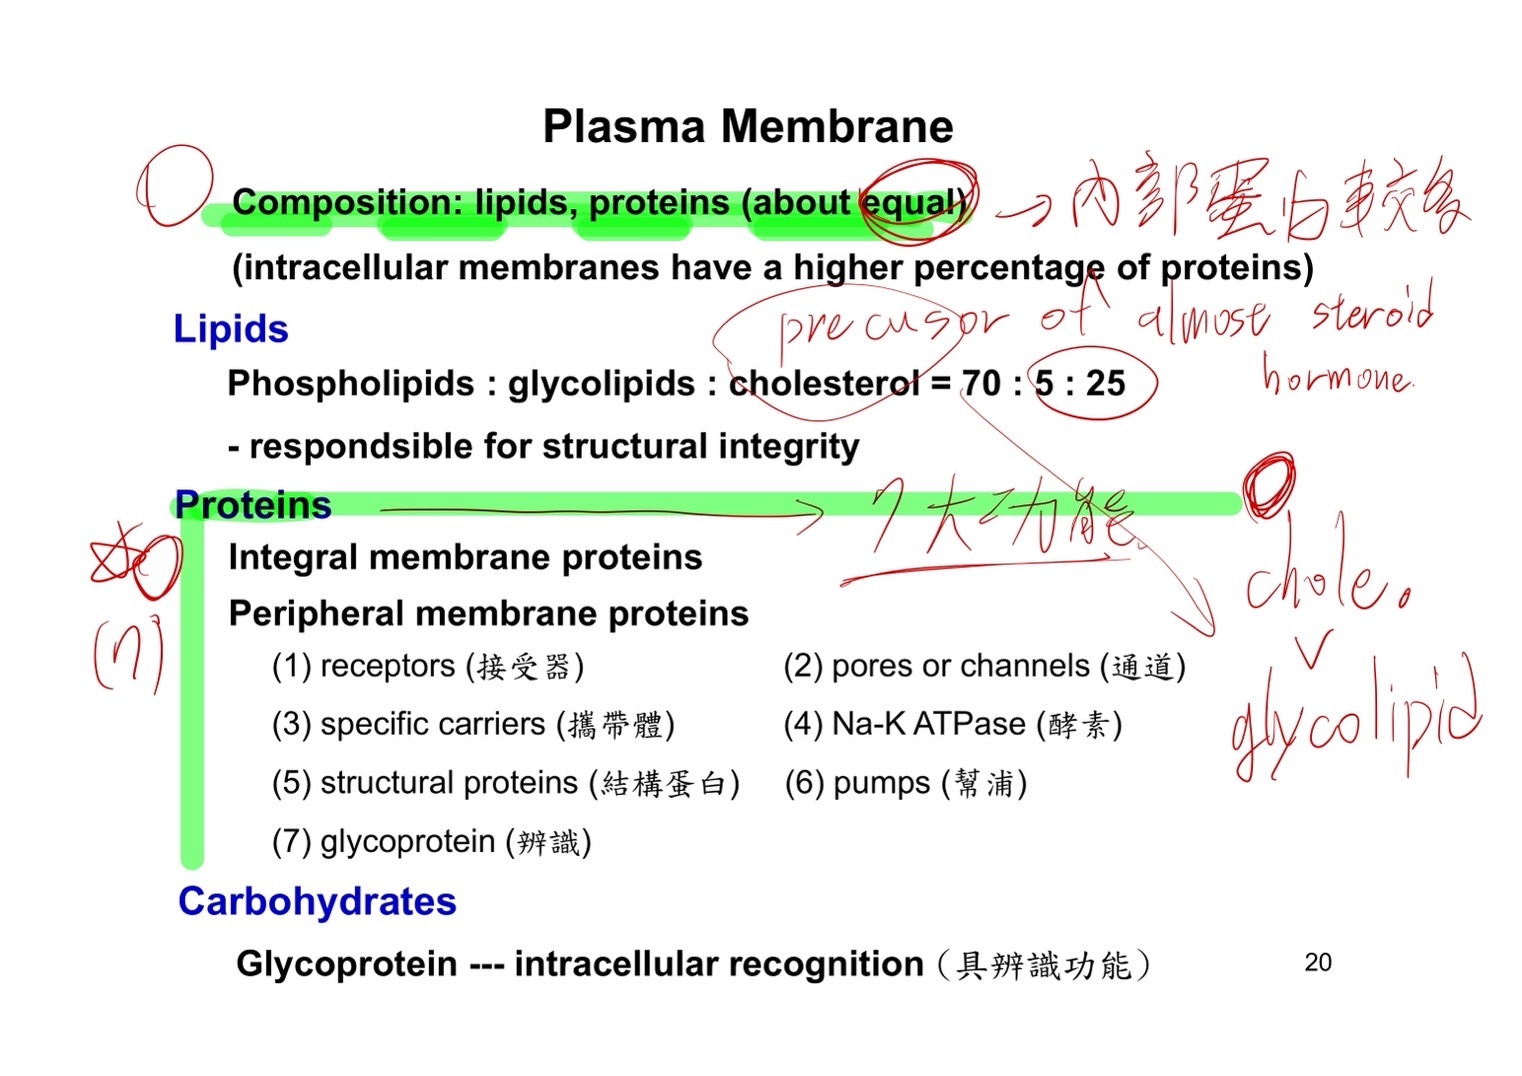 Plasma Membrane
Composition: lipids, proteins (about equal) → 內部蛋白較多
(intracellular membranes have a higher percentage of proteins)
precusor of almose steroid
hormone.
Lipids
Phospholipids : glycolipids : cholesterol = 70 : 5 : 25
- respondsible for structural integrity
Proteins → 7大功能
Integral membrane proteins
chole.
Peripheral membrane proteins
(7)
(1) receptors (接受器) (2) pores or channels (通道)
glycolipid
(3) specific carriers (攜帶體) (4) Na-K ATPase (酵素)
(5) structural proteins (結構蛋白) (6) pumps (幫浦)
(7) glycoprotein (辨識)
Carbohydrates
Glycoprotein --- intracellular recognition（具辨識功能）
20